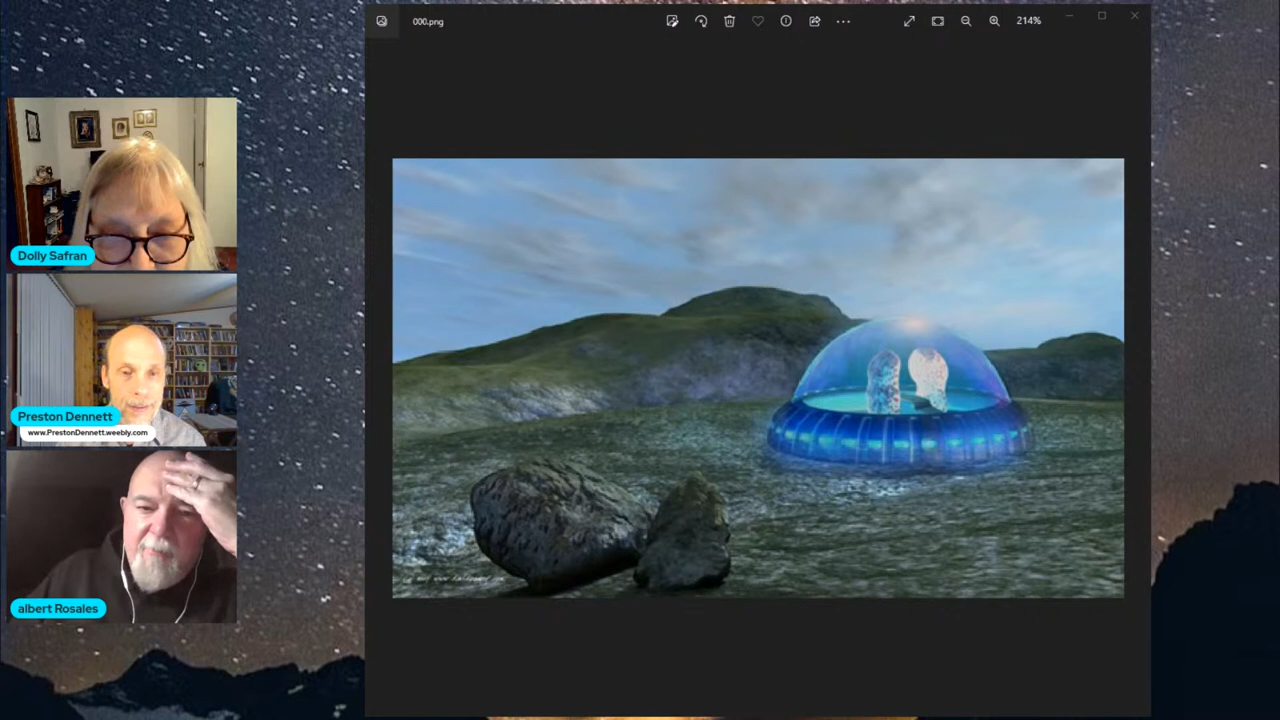 000.png
214%
Dolly Safran
Preston Dennett
www.PrestonDennett.weebly.com
albert Rosales